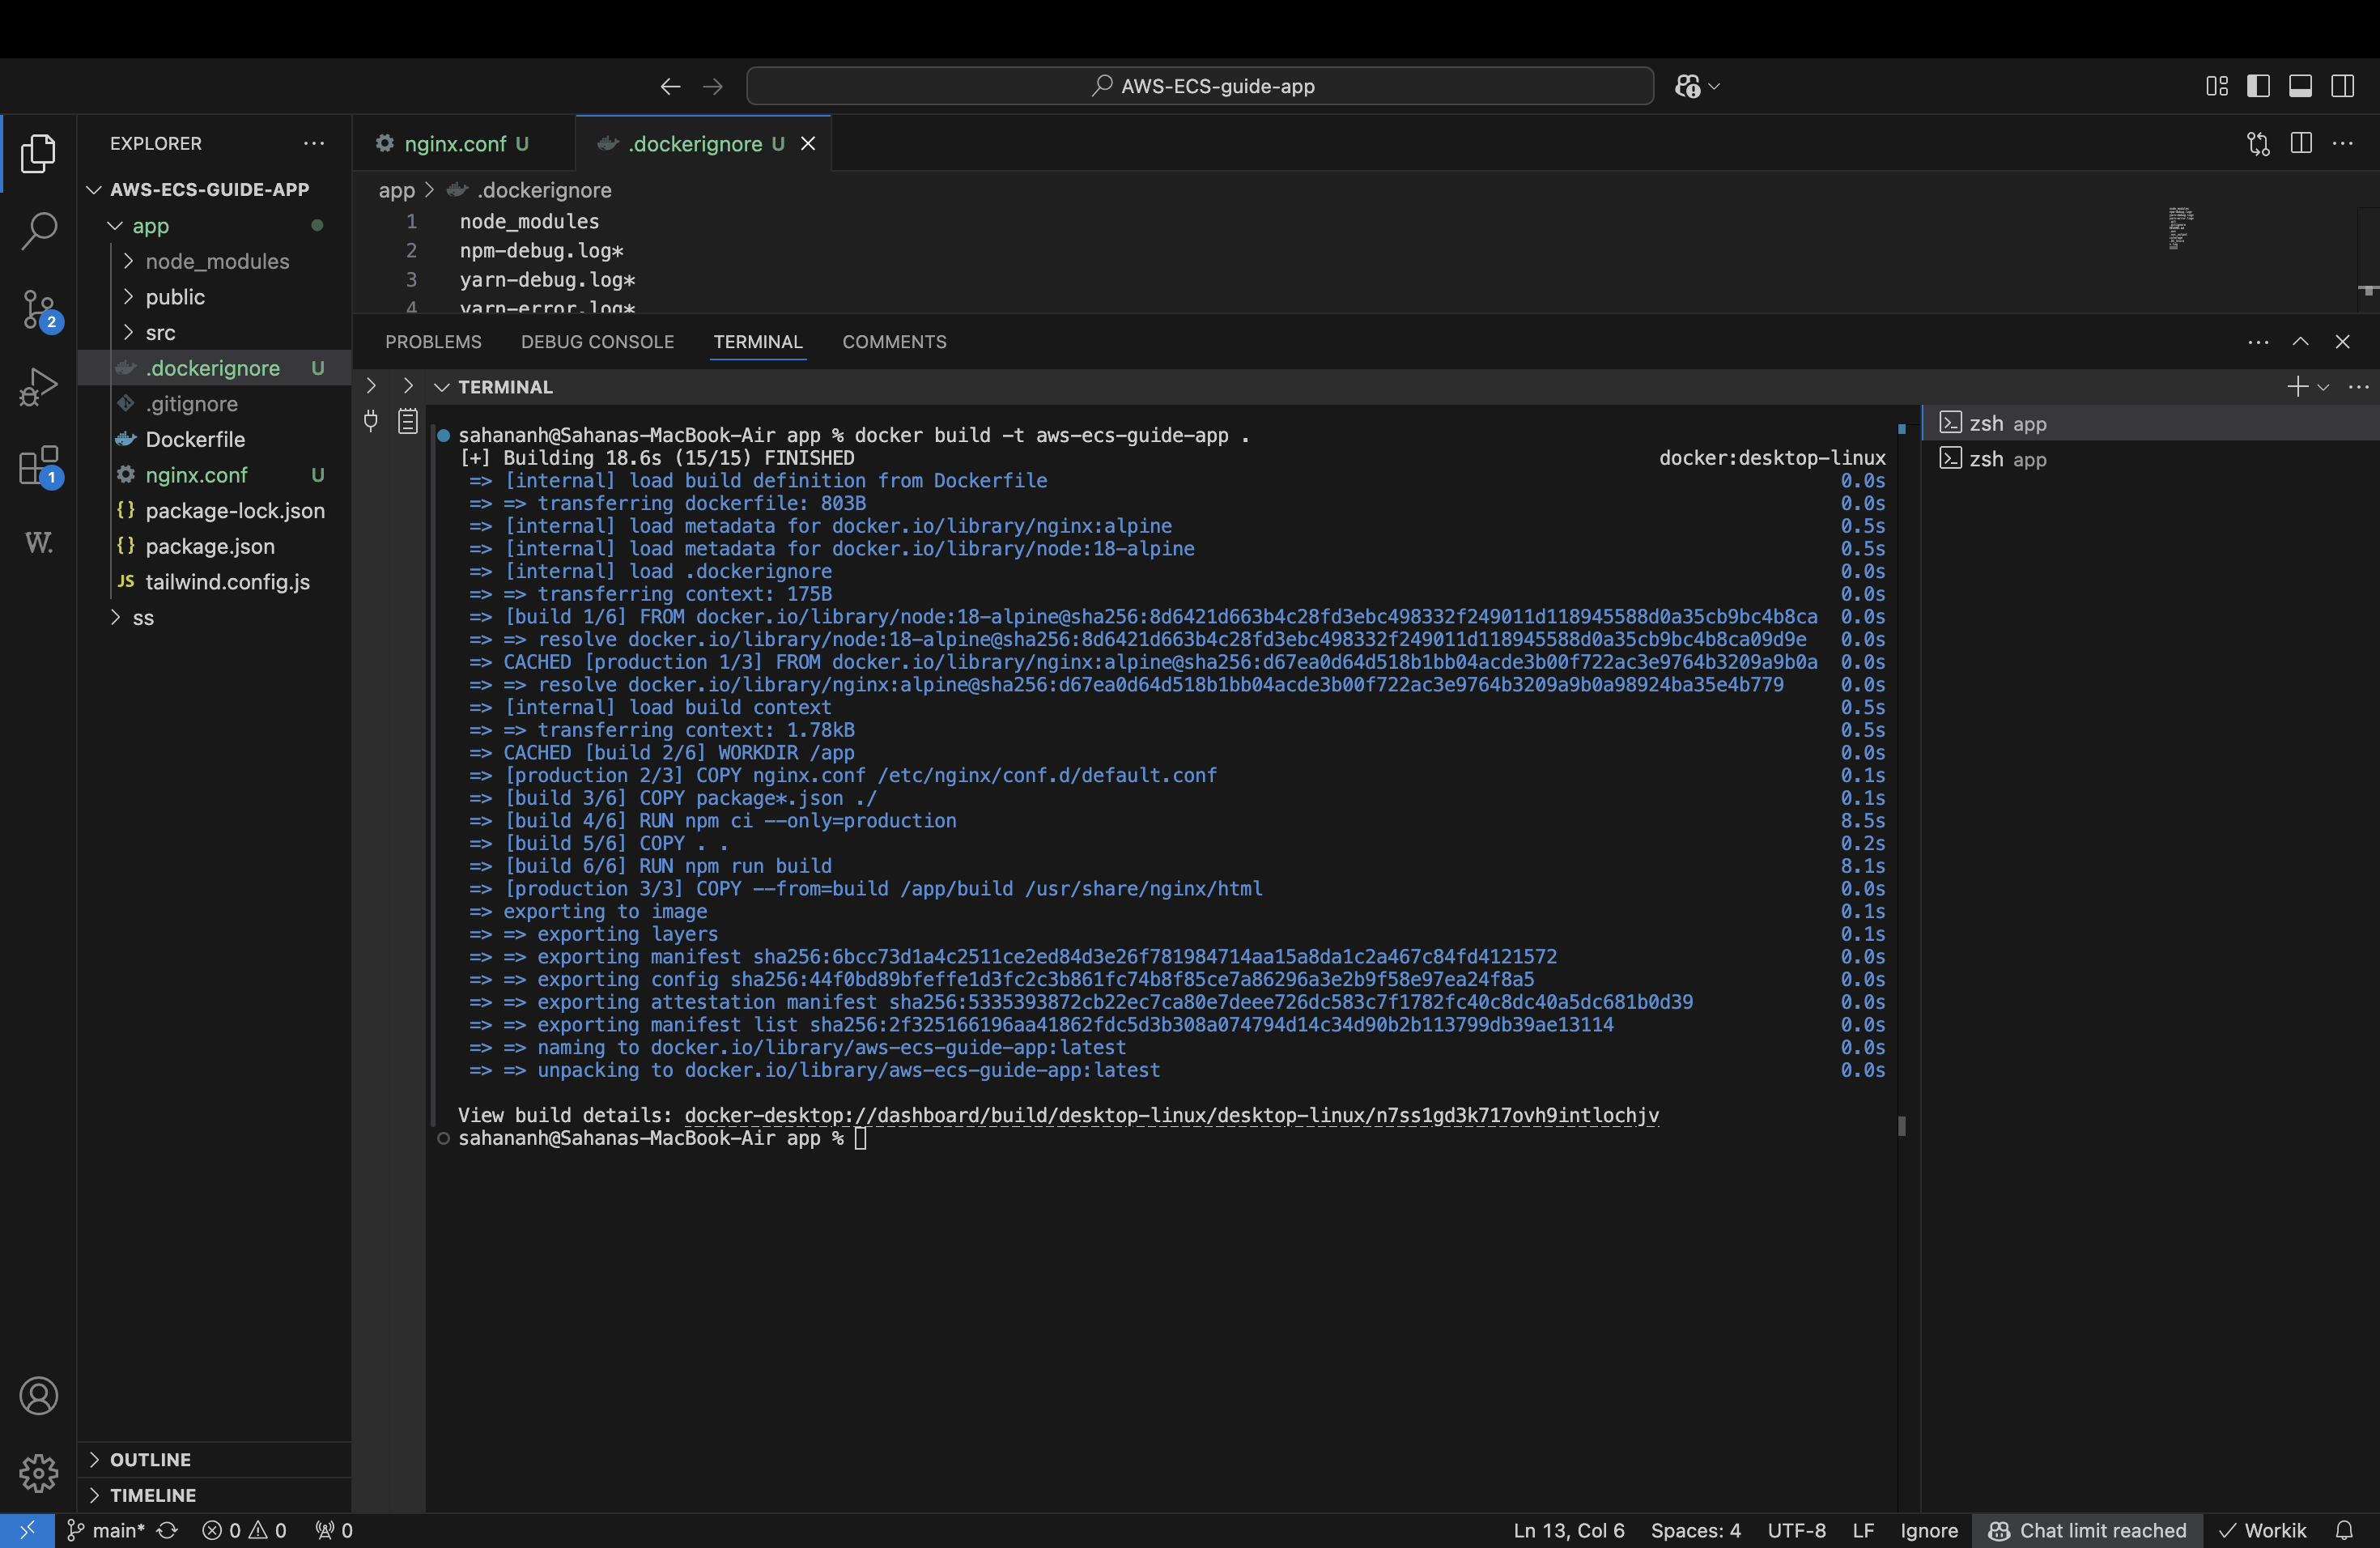 AWS-ECS-guide-app
EXPLORER
nginx.conf U
.dockerignore U
AWS-ECS-GUIDE-APP
app
node_modules
public
src
.dockerignore U
.gitignore
Dockerfile
nginx.conf U
package-lock.json
package.json
tailwind.config.js
ss
2
1
W.
OUTLINE
TIMELINE
app > .dockerignore
1 node_modules
2 npm-debug.log*
3 yarn-debug.log*
4 yarn-error.log*
PROBLEMS DEBUG CONSOLE TERMINAL COMMENTS
TERMINAL
zsh app
zsh app
sahananh@Sahanas-MacBook-Air app % docker build -t aws-ecs-guide-app .
[+] Building 18.6s (15/15) FINISHED docker:desktop-linux
=> [internal] load build definition from Dockerfile 0.0s
=> => transferring dockerfile: 803B 0.0s
=> [internal] load metadata for docker.io/library/nginx:alpine 0.5s
=> [internal] load metadata for docker.io/library/node:18-alpine 0.5s
=> [internal] load .dockerignore 0.0s
=> => transferring context: 175B 0.0s
=> [build 1/6] FROM docker.io/library/node:18-alpine@sha256:8d6421d663b4c28fd3ebc498332f249011d118945588d0a35cb9bc4b8ca 0.0s
=> => resolve docker.io/library/node:18-alpine@sha256:8d6421d663b4c28fd3ebc498332f249011d118945588d0a35cb9bc4b8ca09d9e 0.0s
=> CACHED [production 1/3] FROM docker.io/library/nginx:alpine@sha256:d67ea0d64d518b1bb04acde3b00f722ac3e9764b3209a9b0a 0.0s
=> => resolve docker.io/library/nginx:alpine@sha256:d67ea0d64d518b1bb04acde3b00f722ac3e9764b3209a9b0a98924ba35e4b779 0.0s
=> [internal] load build context 0.5s
=> => transferring context: 1.78kB 0.5s
=> CACHED [build 2/6] WORKDIR /app 0.0s
=> [production 2/3] COPY nginx.conf /etc/nginx/conf.d/default.conf 0.1s
=> [build 3/6] COPY package*.json ./ 0.1s
=> [build 4/6] RUN npm ci --only=production 8.5s
=> [build 5/6] COPY . . 0.2s
=> [build 6/6] RUN npm run build 8.1s
=> [production 3/3] COPY --from=build /app/build /usr/share/nginx/html 0.0s
=> exporting to image 0.1s
=> => exporting layers 0.1s
=> => exporting manifest sha256:6bcc73d1a4c2511ce2ed84d3e26f781984714aa15a8da1c2a467c84fd4121572 0.0s
=> => exporting config sha256:44f0bd89bfeffe1d3fc2c3b861fc74b8f85ce7a86296a3e2b9f58e97ea24f8a5 0.0s
=> => exporting attestation manifest sha256:5335393872cb22ec7ca80e7deee726dc583c7f1782fc40c8dc40a5dc681b0d39 0.0s
=> => exporting manifest list sha256:2f325166196aa41862fdc5d3b308a074794d14c34d90b2b113799db39ae13114 0.0s
=> => naming to docker.io/library/aws-ecs-guide-app:latest 0.0s
=> => unpacking to docker.io/library/aws-ecs-guide-app:latest 0.0s
View build details: docker-desktop://dashboard/build/desktop-linux/desktop-linux/n7ss1gd3k717ovh9intlochjv
sahananh@Sahanas-MacBook-Air app %
main* 0 0 0 Ln 13, Col 6 Spaces: 4 UTF-8 LF Ignore Chat limit reached Workik